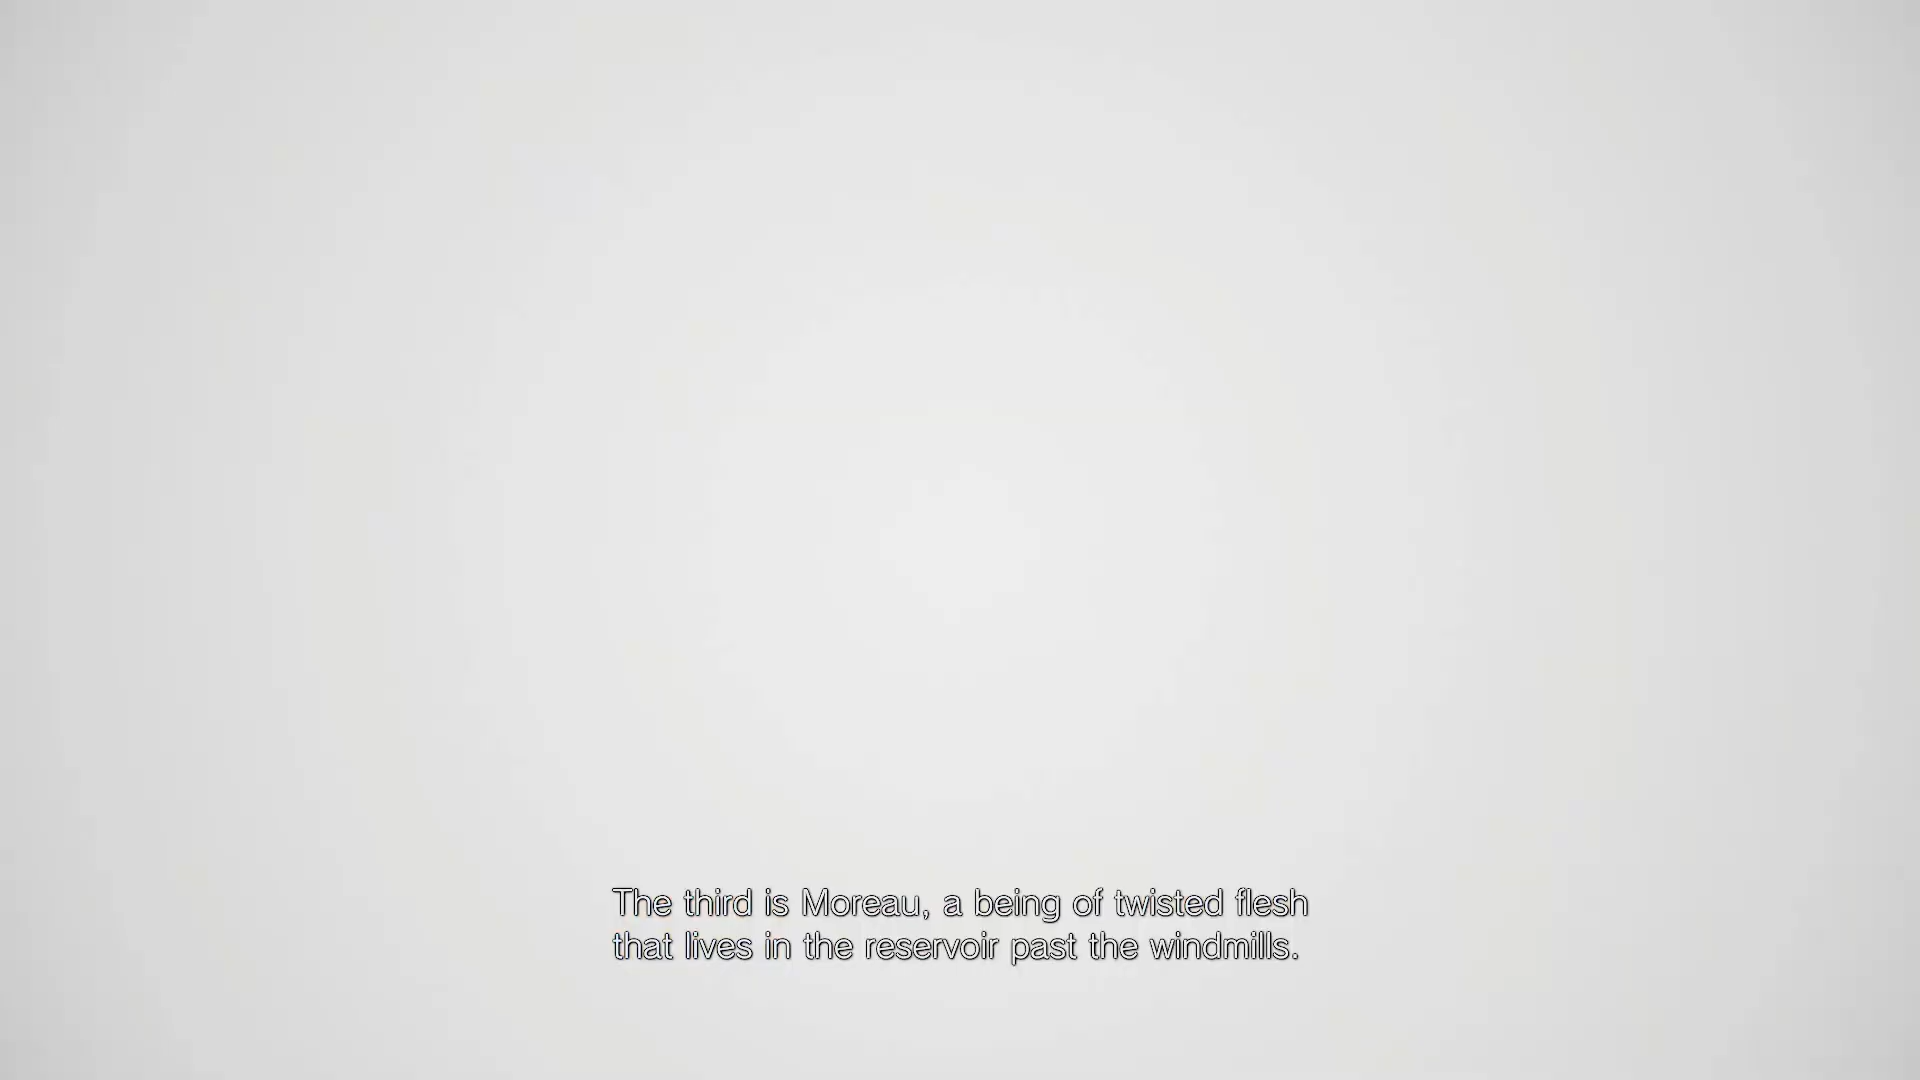 The third is Moreau, a being of twisted flesh
that lives in the reservoir past the windmills.